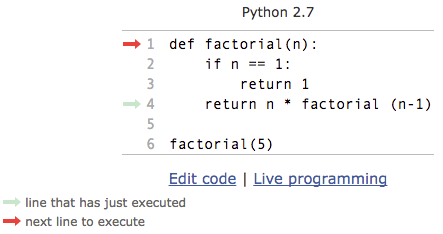 Python 2.7
1 def factorial(n):
2     if n == 1:
3         return 1
4     return n * factorial (n-1)
5
6 factorial(5)
Edit code | Live programming
line that has just executed
next line to execute